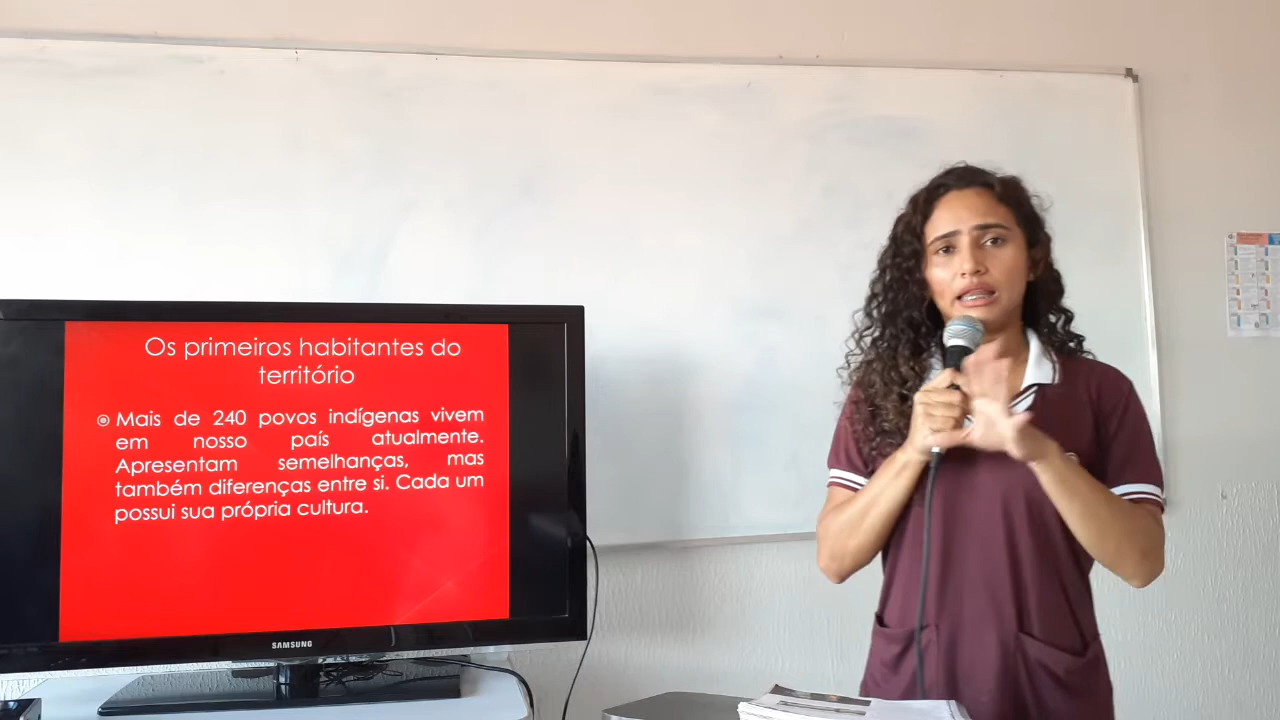 Os primeiros habitantes do
território
Mais de 240 povos indígenas vivem
em nosso país atualmente.
Apresentam semelhanças, mas
também diferenças entre si. Cada um
possui sua própria cultura.
SAMSUNG